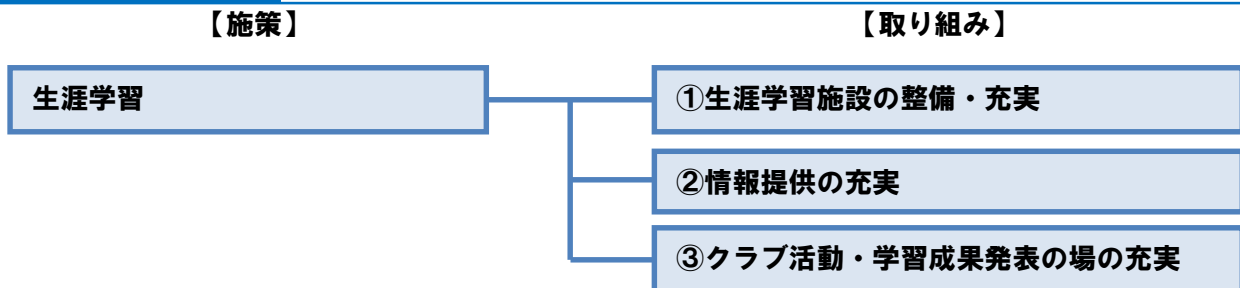 【施策】 【取り組み】
生涯学習 ①生涯学習施設の整備・充実
②情報提供の充実
③クラブ活動・学習成果発表の場の充実